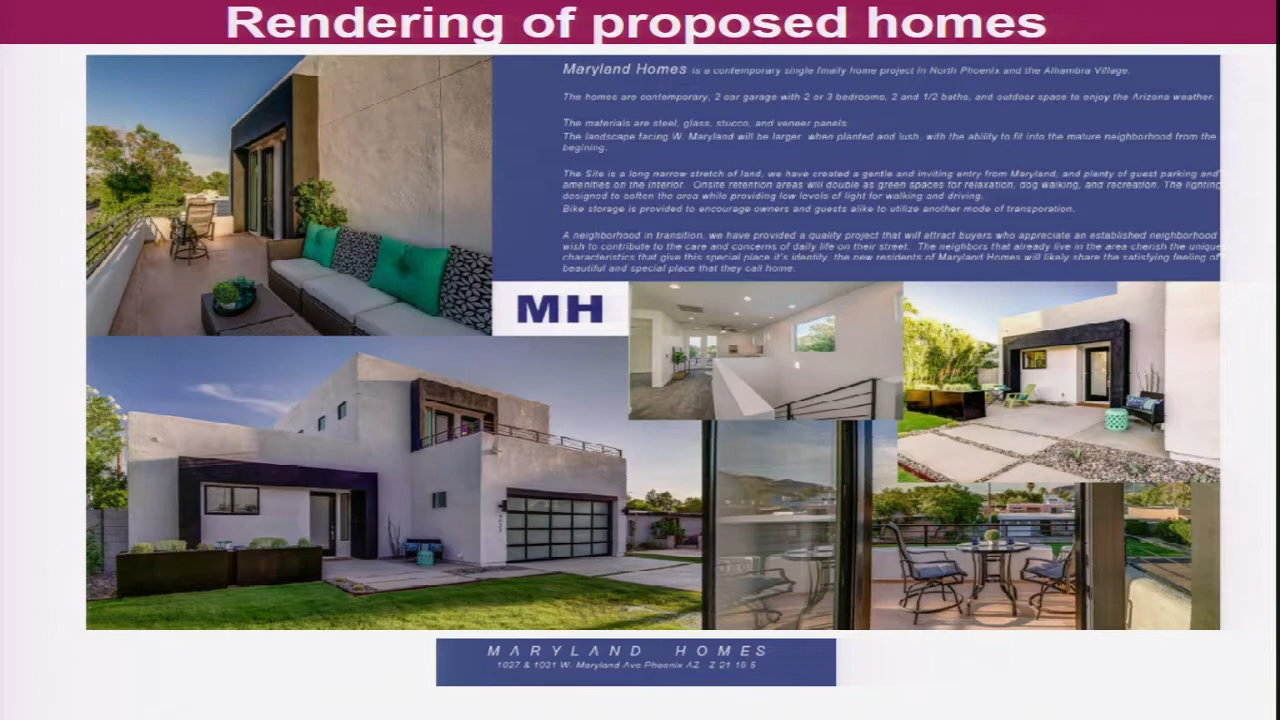 Rendering of proposed homes
Maryland Homes is a contemporary single fmaily home project in North Phoenix and the Alhambra Village.
The homes are contemporary, 2 car garage with 2 or 3 bedrooms, 2 and 1/2 baths, and outdoor space to enjoy the Arizona weather.
The materials are steel, glass, stucco, and veneer panels.
The landscape facing W. Maryland will be larger when planted and lush, with the ability to fit into the mature neighborhood from the
begining.
The Site is a long narrow stretch of land, we have created a gentle and inviting entry from Maryland, and plenty of guest parking and
amenities on the interior. Onsite retention areas will double as green spaces for relaxation, dog walking, and recreation. The lighting
designed to soften the area while providing low levels of light for walking and driving.
Bike storage is provided to encourage owners and guests alike to utilize another mode of transporation.
A neighborhood in transition, we have provided a quality project that will attract buyers who appreciate an established neighborhood
wish to contribute to the care and concerns of daily life on their street. The neighbors that already live in the area cherish the unique
characteristics that give this special place it's identity, the new residents of Maryland Homes will likely share the satisfying feeling of
beautiful and special place that they call home.
MH
MARYLAND HOMES
1027 & 1021 W. Maryland Ave Phoenix AZ Z 21 19 5